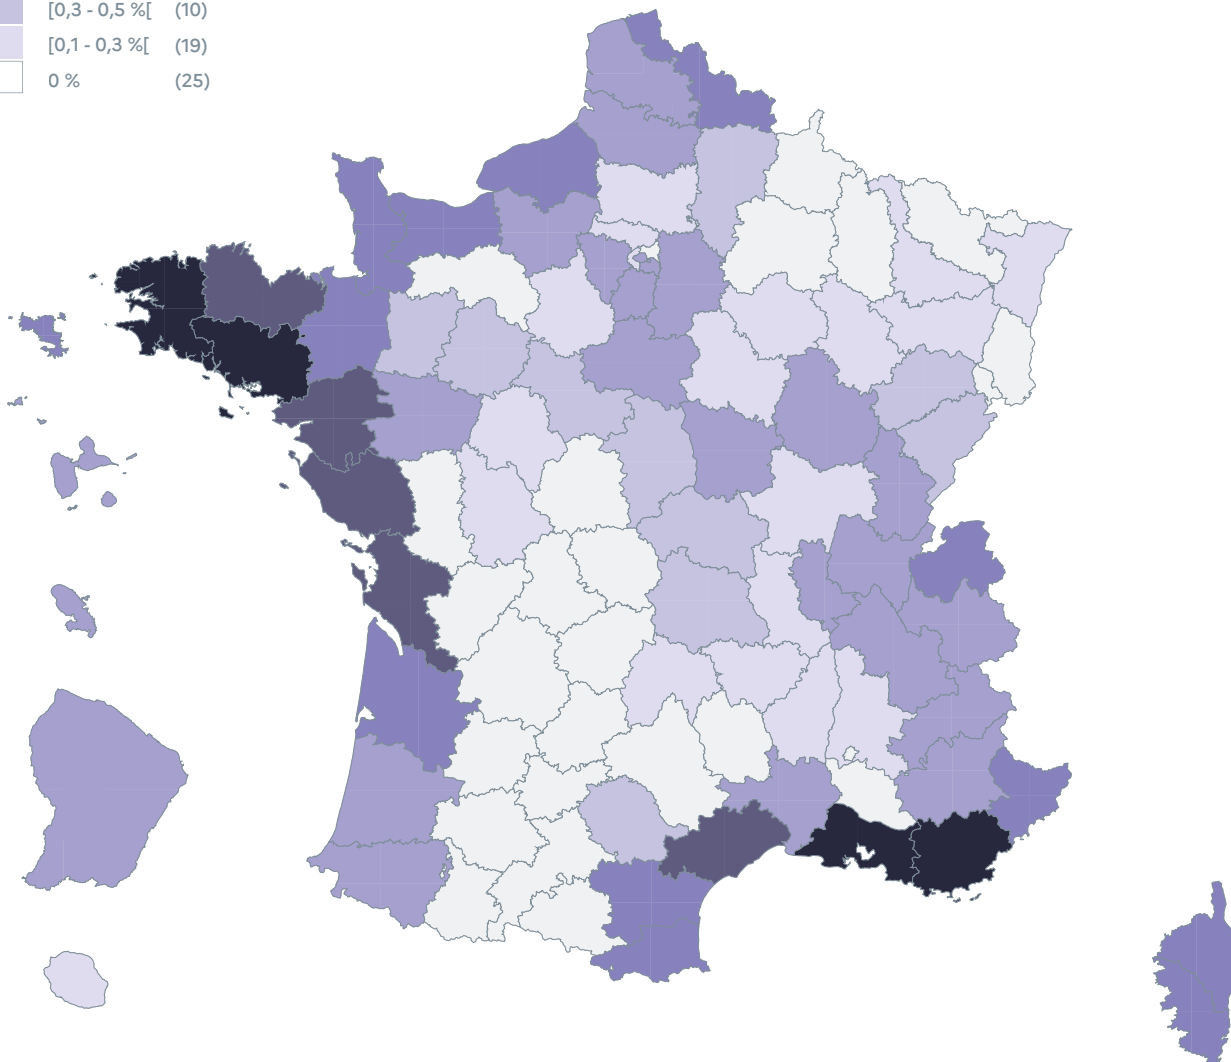 [0,3 - 0,5 %[ (10)
[0,1 - 0,3 %[ (19)
0 % (25)